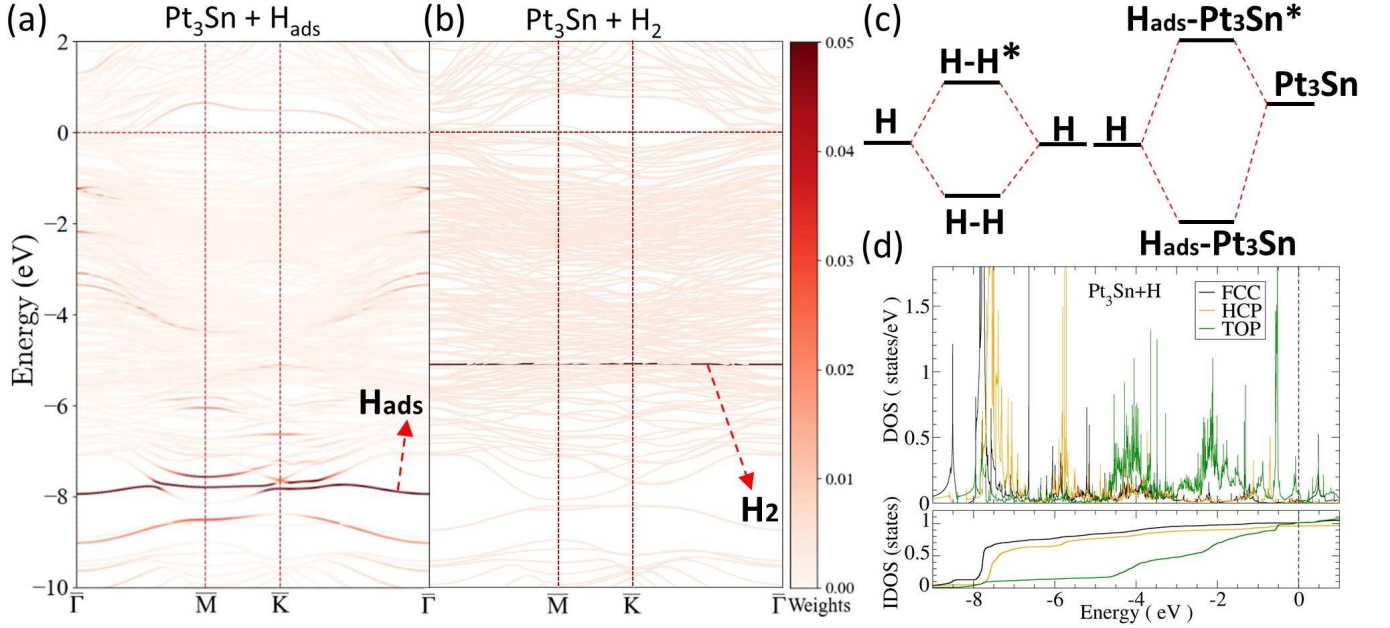 (a)
Pt3Sn + Hads
(b)
Pt3Sn + H2
(c)
Hads-Pt3Sn*
H-H*
Pt3Sn
H
H
H
H-H
Hads-Pt3Sn
2
0
−2
−4
−6
−8
−10
Energy (eV)
Hads
H2
Γ̄
M̄
K̄
Γ̄
M̄
K̄
Γ̄
0.05
0.04
0.03
0.02
0.01
0.00
Weights
(d)
Pt3Sn+H
FCC
HCP
TOP
1.5
1
0.5
0
DOS ( states/eV )
1
0.5
0
IDOS (states)
-8
-6
-4
-2
0
Energy ( eV )